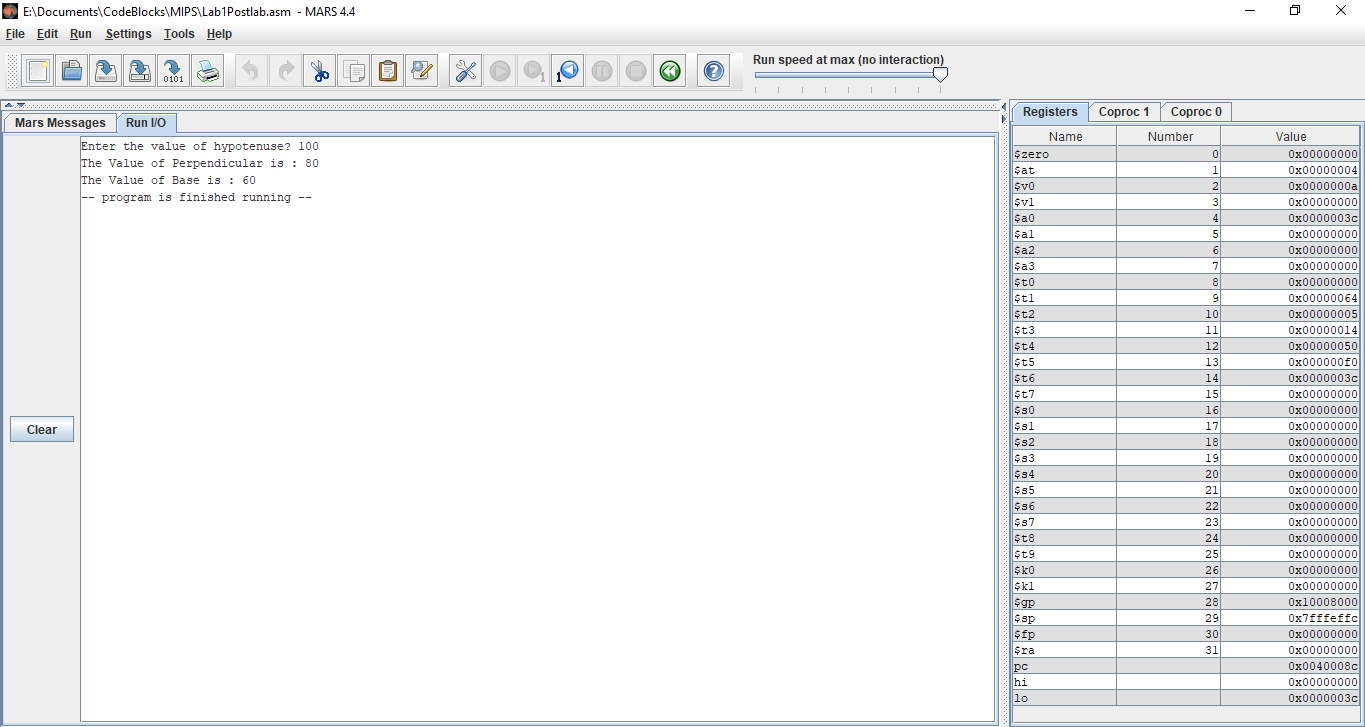 E:\Documents\CodeBlocks\MIPS\Lab1Postlab.asm - MARS 4.4
File Edit Run Settings Tools Help
Run speed at max (no interaction)
Mars Messages Run I/O
Enter the value of hypotenuse? 100
The Value of Perpendicular is : 80
The Value of Base is : 60
-- program is finished running --
Clear
Registers Coproc 1 Coproc 0
Name Number Value
$zero 0 0x00000000
$at 1 0x00000004
$v0 2 0x0000000a
$v1 3 0x00000000
$a0 4 0x0000003c
$a1 5 0x00000000
$a2 6 0x00000000
$a3 7 0x00000000
$t0 8 0x00000000
$t1 9 0x00000064
$t2 10 0x00000005
$t3 11 0x00000014
$t4 12 0x00000050
$t5 13 0x000000f0
$t6 14 0x0000003c
$t7 15 0x00000000
$s0 16 0x00000000
$s1 17 0x00000000
$s2 18 0x00000000
$s3 19 0x00000000
$s4 20 0x00000000
$s5 21 0x00000000
$s6 22 0x00000000
$s7 23 0x00000000
$t8 24 0x00000000
$t9 25 0x00000000
$k0 26 0x00000000
$k1 27 0x00000000
$gp 28 0x10008000
$sp 29 0x7fffeffc
$fp 30 0x00000000
$ra 31 0x00000000
pc 0x0040008c
hi 0x00000000
lo 0x0000003c